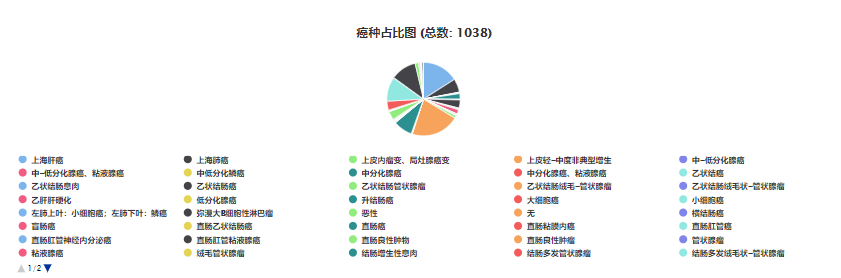 癌种占比图 (总数: 1038)
上海肝癌 上海肺癌 上皮内瘤变、局灶腺癌变 上皮轻-中度非典型增生 中-低分化腺癌
中-低分化腺癌、粘液腺癌 中低分化鳞癌 中分化腺癌 中分化腺癌、粘液腺癌 乙状结癌
乙状结肠息肉 乙状结肠癌 乙状结肠管状腺瘤 乙状结肠绒毛-管状腺瘤 乙状结肠绒毛状-管状腺瘤
乙肝肝硬化 低分化腺癌 升结肠癌 大细胞癌 小细胞癌
左肺上叶: 小细胞癌; 左肺下叶: 鳞癌 弥漫大B细胞性淋巴瘤 恶性 无 横结肠癌
盲肠癌 直肠乙状结肠癌 直肠癌 直肠粘膜内癌 直肠肛管癌
直肠肛管神经内分泌癌 直肠肛管粘液腺癌 直肠良性肿物 直肠良性肿瘤 管状腺瘤
粘液腺癌 绒毛管状腺瘤 结肠增生性息肉 结肠多发管状腺瘤 结肠多发绒毛状-管状腺瘤
1/2